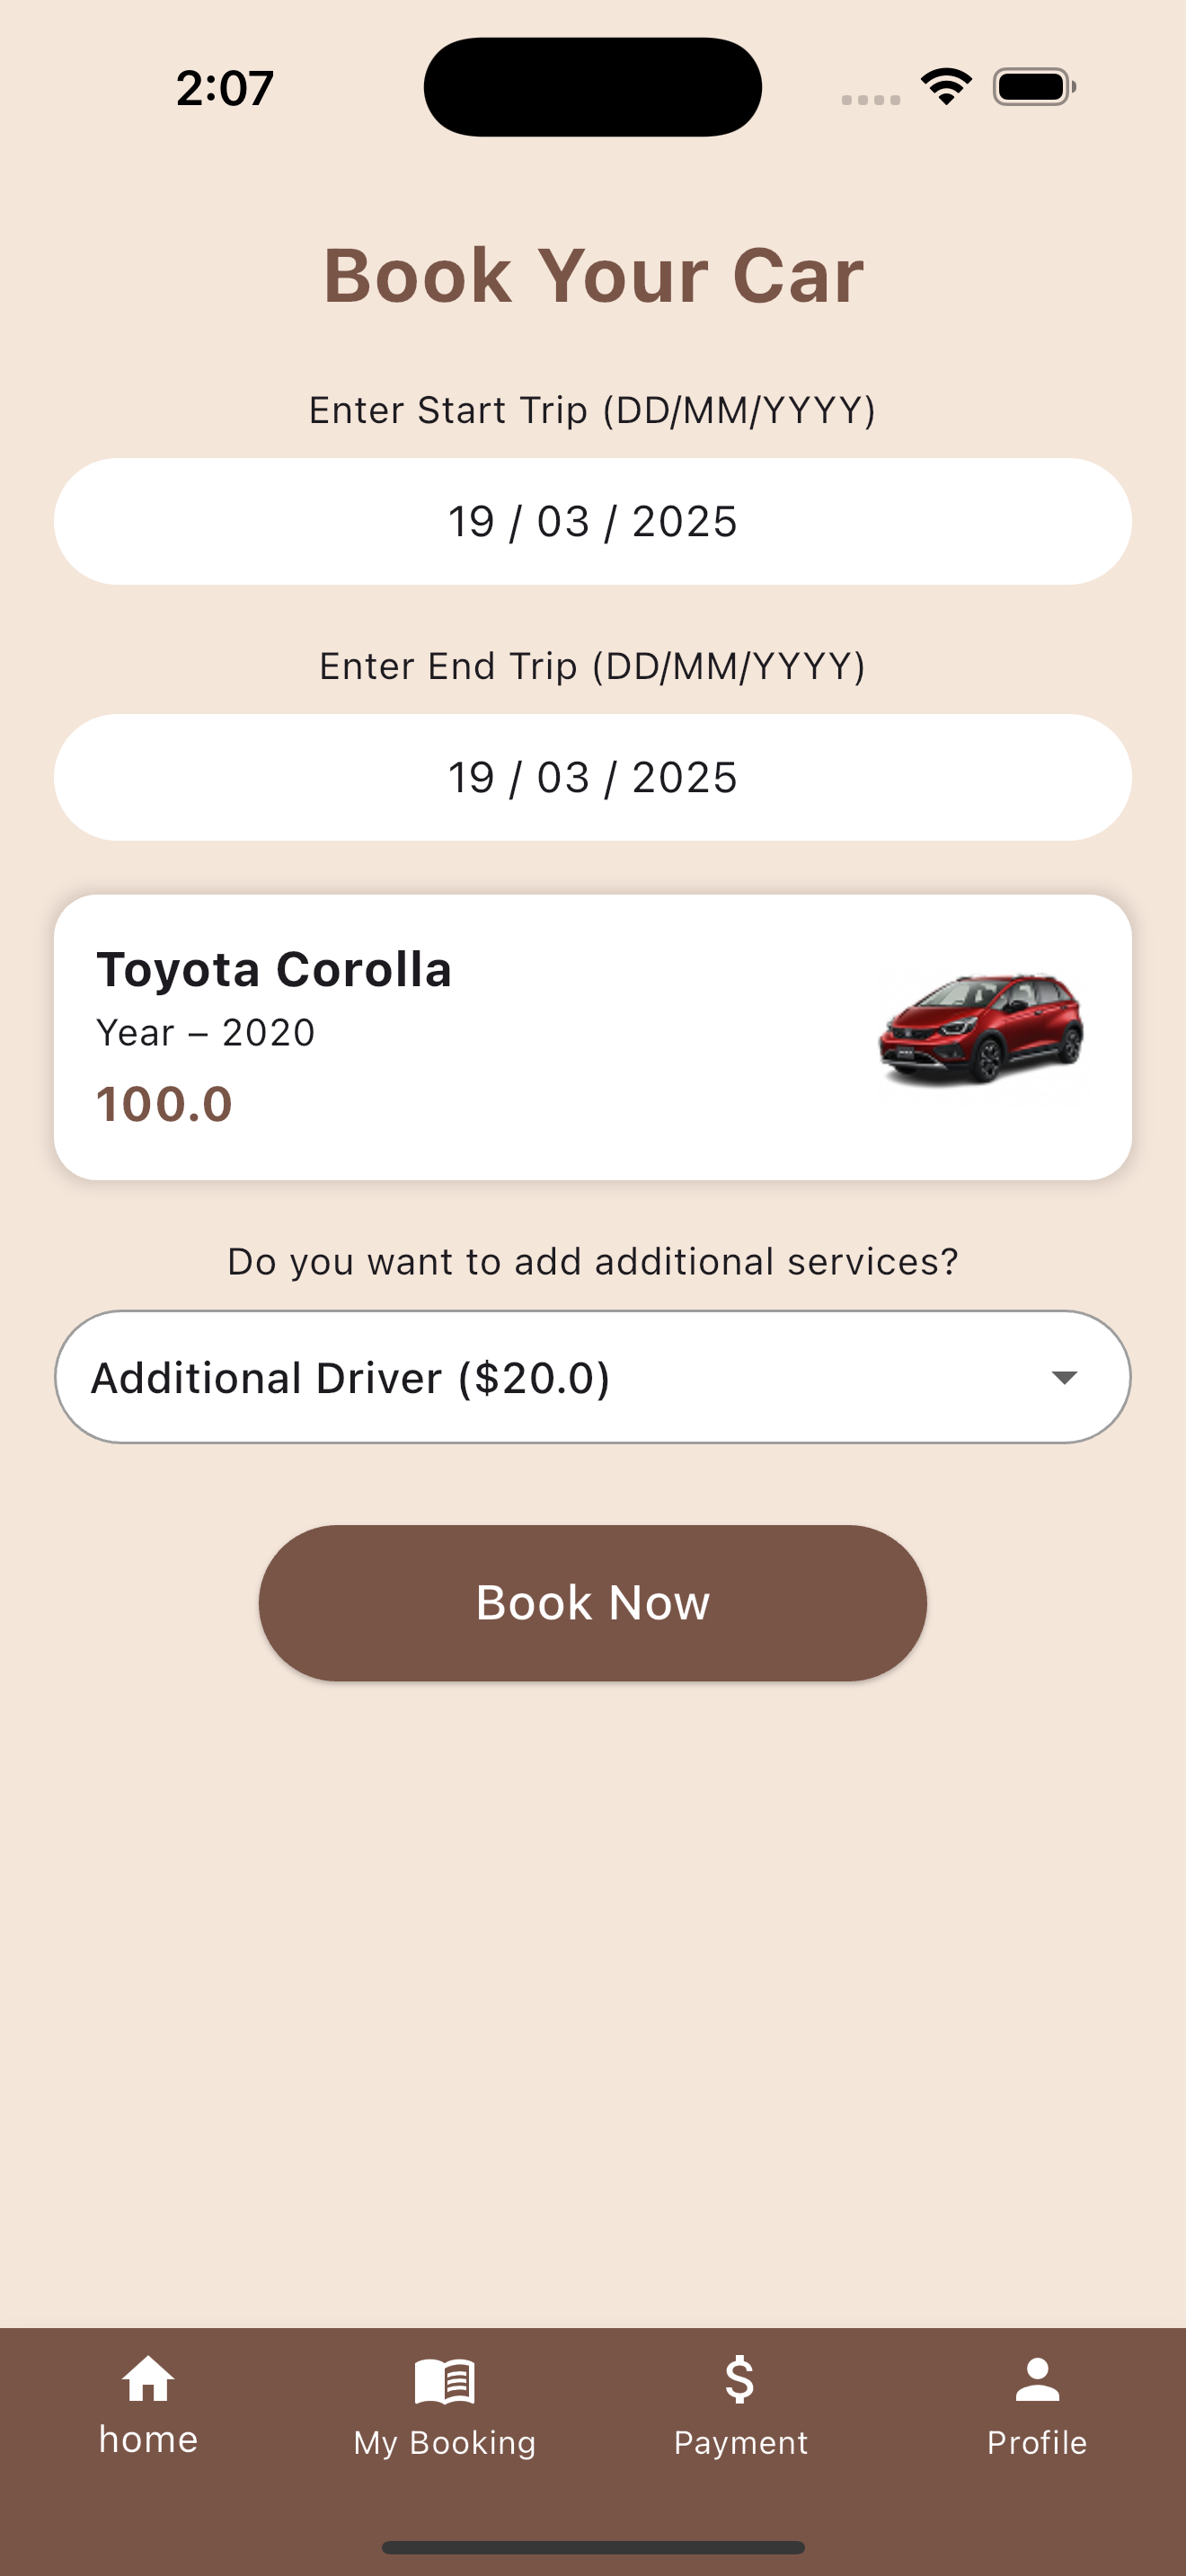 2:07
Book Your Car
Enter Start Trip (DD/MM/YYYY)
19 / 03 / 2025
Enter End Trip (DD/MM/YYYY)
19 / 03 / 2025
Toyota Corolla
Year – 2020
100.0
Do you want to add additional services?
Additional Driver ($20.0)
Book Now
home
My Booking
Payment
Profile